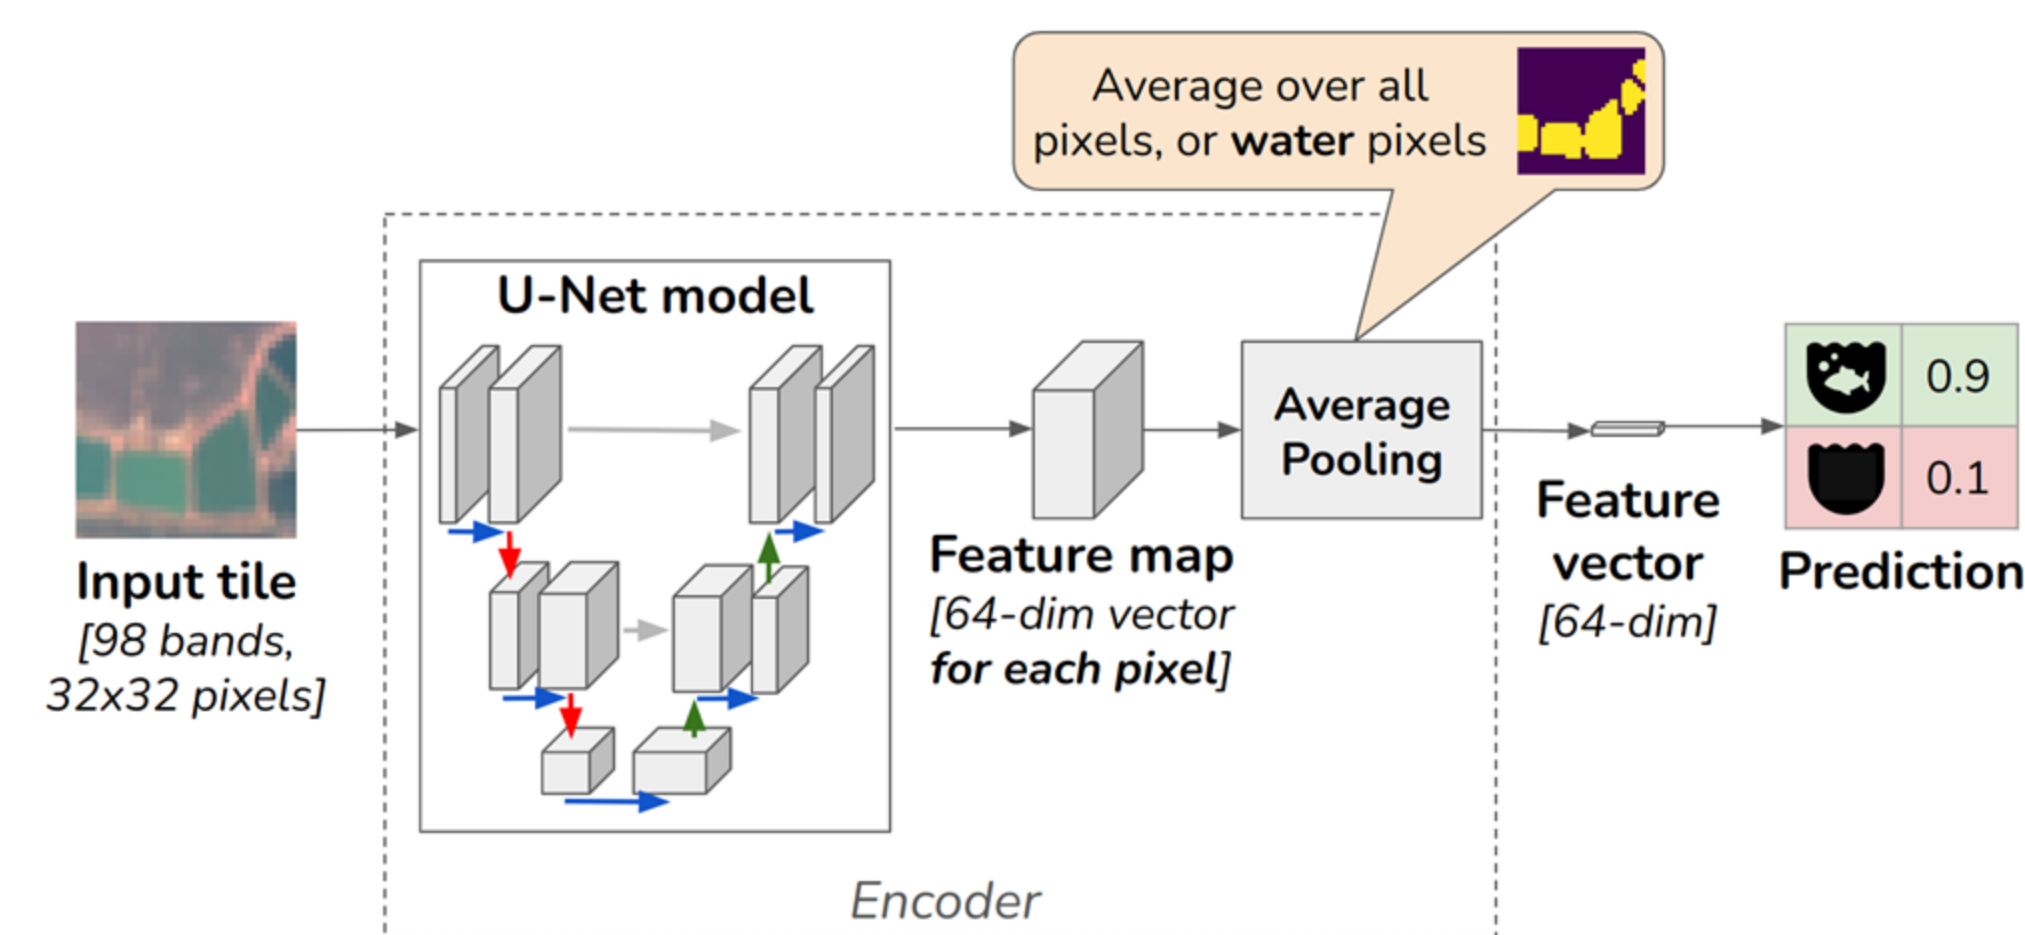 Average over all
pixels, or water pixels
U-Net model
Input tile
[98 bands,
32x32 pixels]
Feature map
[64-dim vector
for each pixel]
Average
Pooling
Feature
vector
[64-dim]
0.9
0.1
Prediction
Encoder